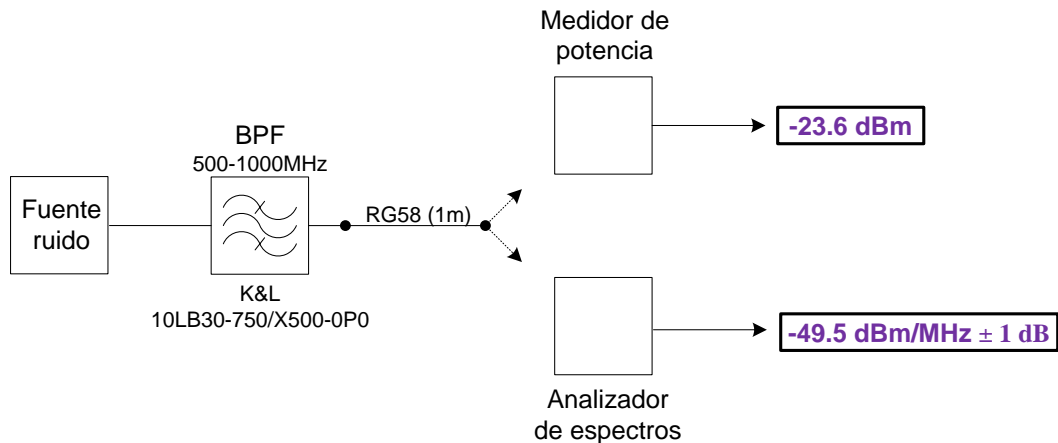 Medidor de
potencia
-23.6 dBm
BPF
500-1000MHz
Fuente
ruido
RG58 (1m)
K&L
10LB30-750/X500-0P0
-49.5 dBm/MHz ± 1 dB
Analizador
de espectros